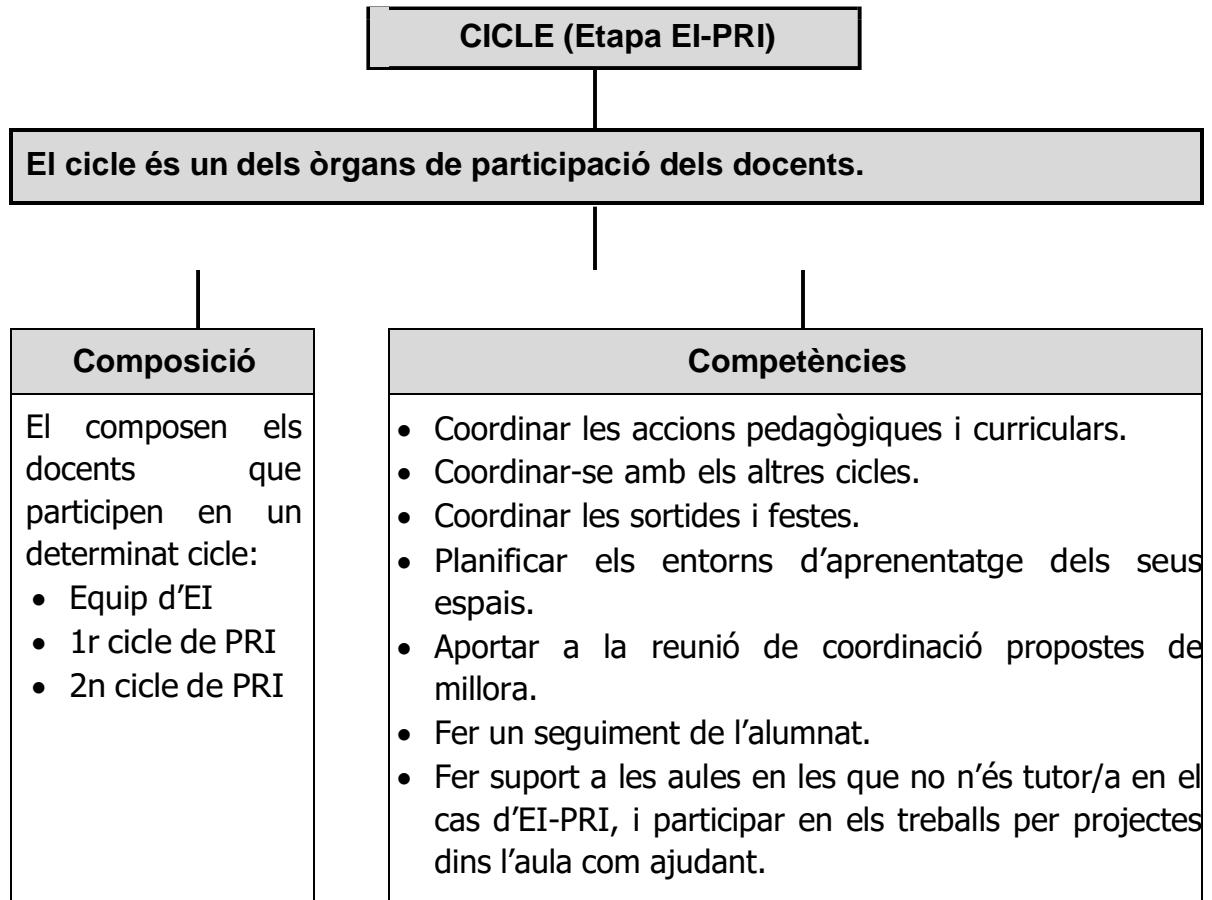 CICLE (Etapa EI-PRI)
El cicle és un dels òrgans de participació dels docents.
Composició
El composen els
docents que
participen en un
determinat cicle:
• Equip d’EI
• 1r cicle de PRI
• 2n cicle de PRI
Competències
• Coordinar les accions pedagògiques i curriculars.
• Coordinar-se amb els altres cicles.
• Coordinar les sortides i festes.
• Planificar els entorns d’aprenentatge dels seus
espais.
• Aportar a la reunió de coordinació propostes de
millora.
• Fer un seguiment de l’alumnat.
• Fer suport a les aules en les que no n’és tutor/a en el
cas d’EI-PRI, i participar en els treballs per projectes
dins l’aula com ajudant.